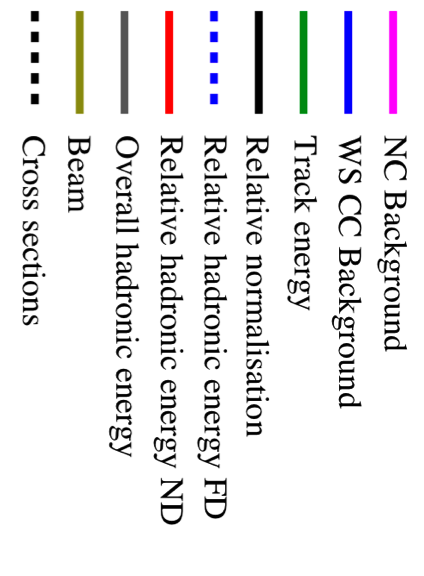 NC Background
WS CC Background
Track energy
Relative normalisation
Relative hadronic energy FD
Relative hadronic energy ND
Overall hadronic energy
Beam
Cross sections